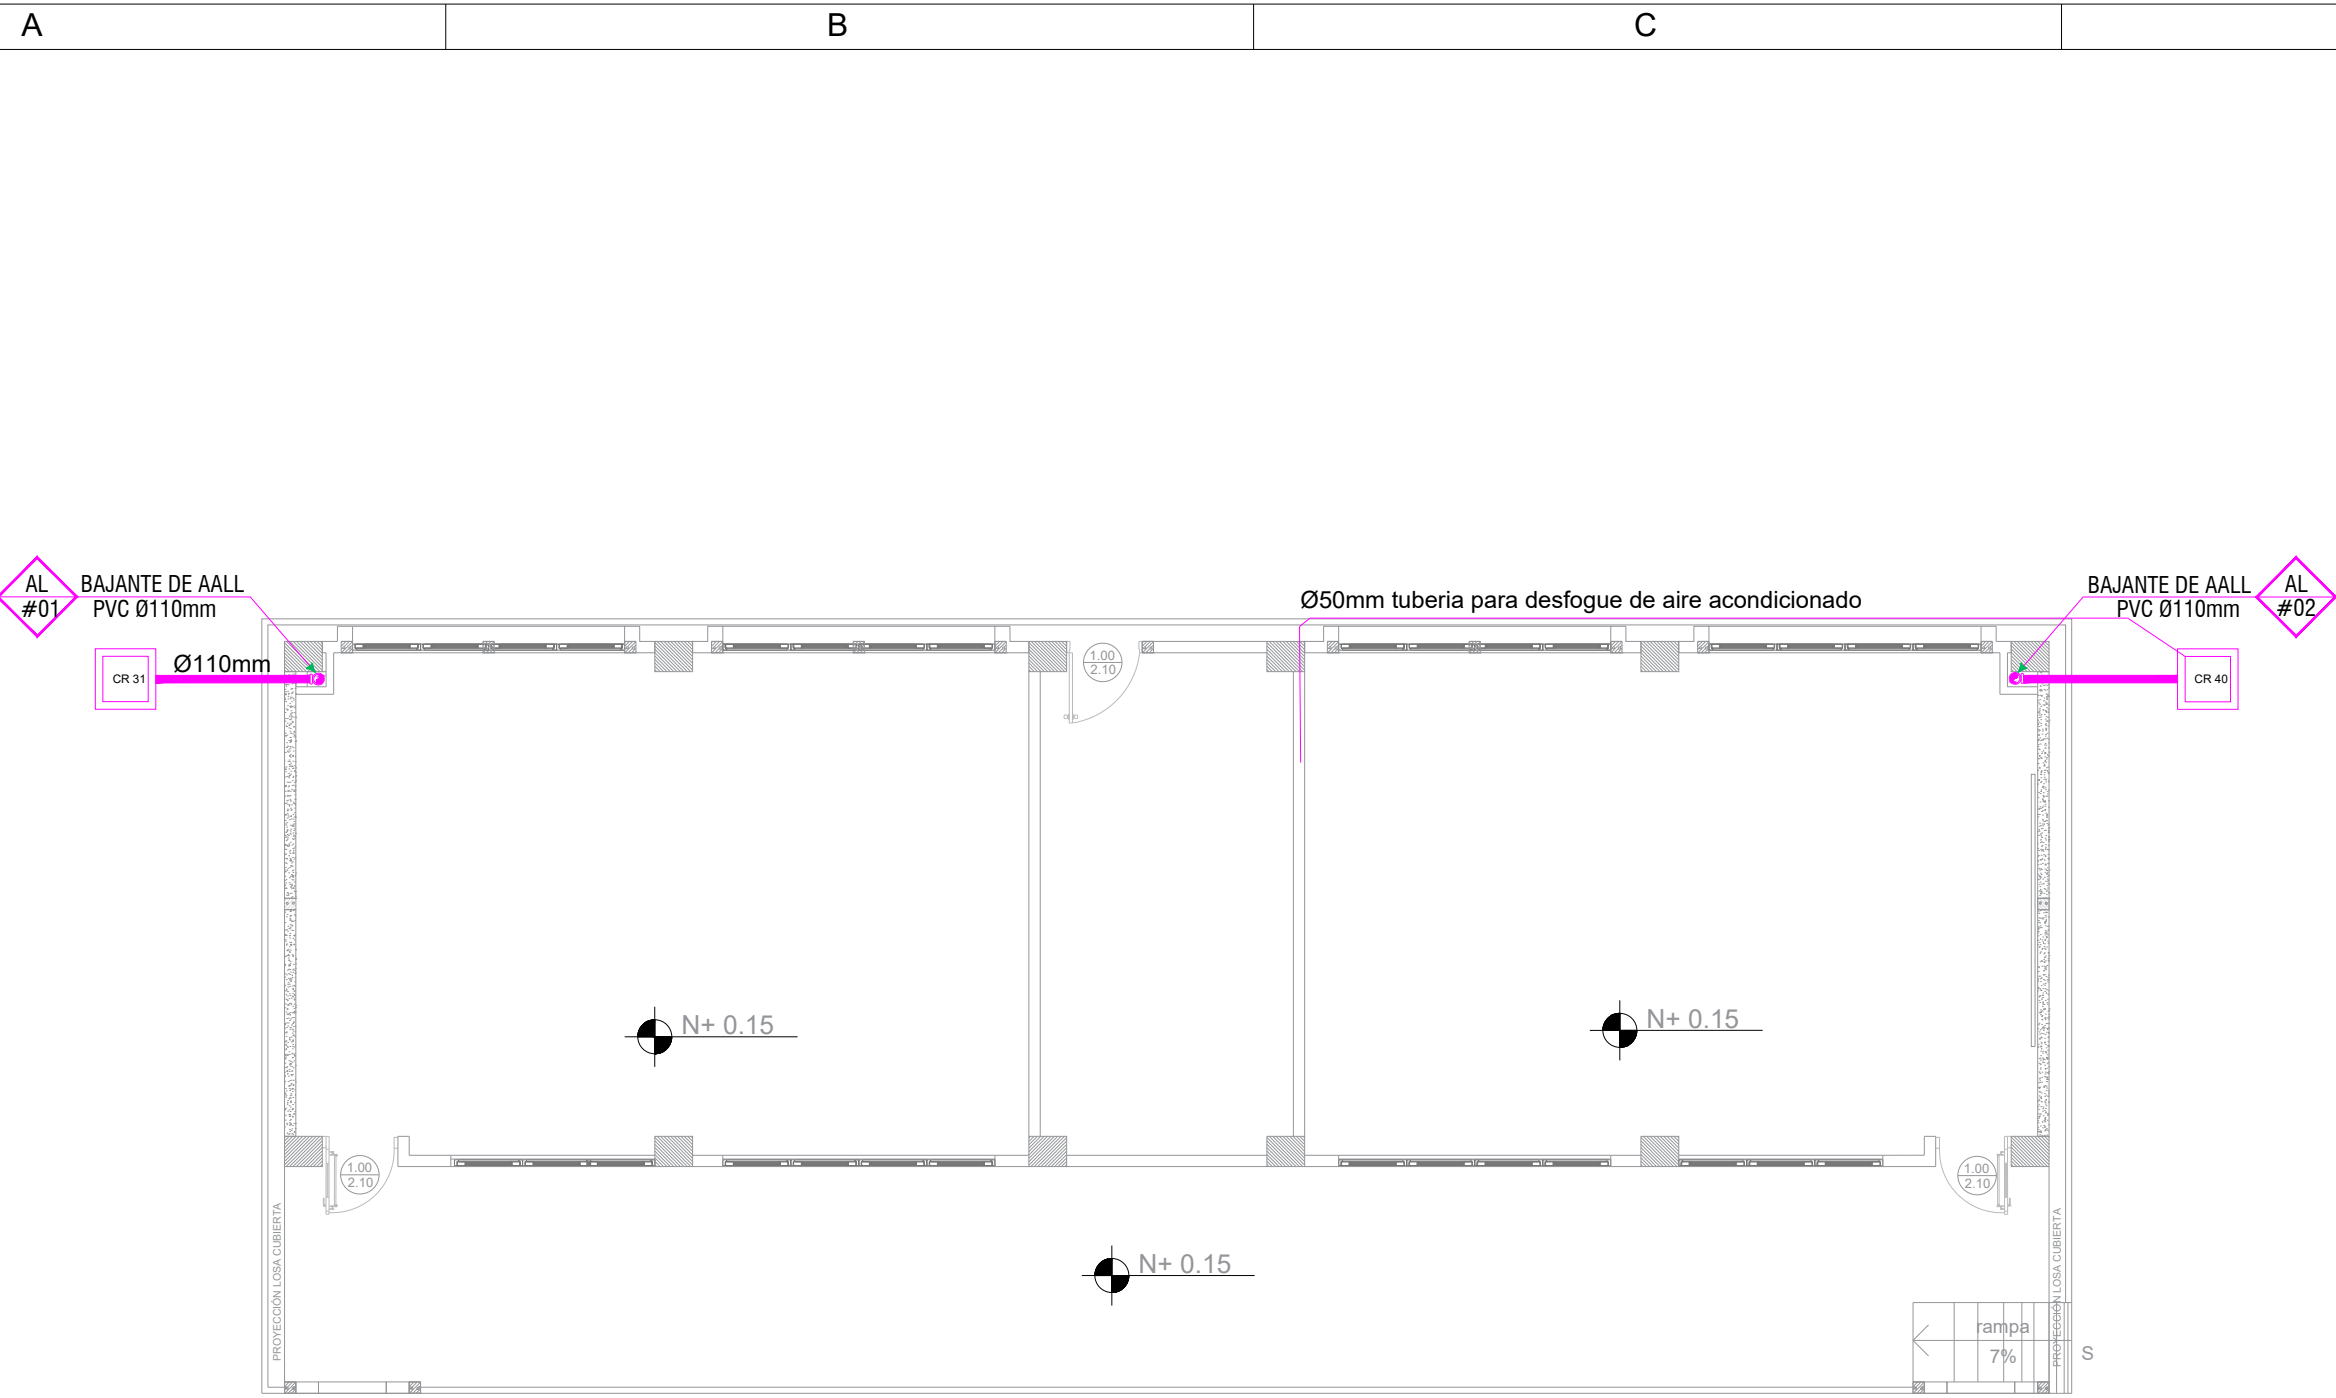 A
B
C
AL
#01
BAJANTE DE AALL
PVC Ø110mm
Ø50mm tuberia para desfogue de aire acondicionado
BAJANTE DE AALL
PVC Ø110mm
AL
#02
CR 31
Ø110mm
1.00
2.10
CR 40
N+ 0.15
N+ 0.15
1.00
2.10
1.00
2.10
PROYECCIÓN LOSA CUBIERTA
PROYECCIÓN LOSA CUBIERTA
N+ 0.15
rampa
7%
S